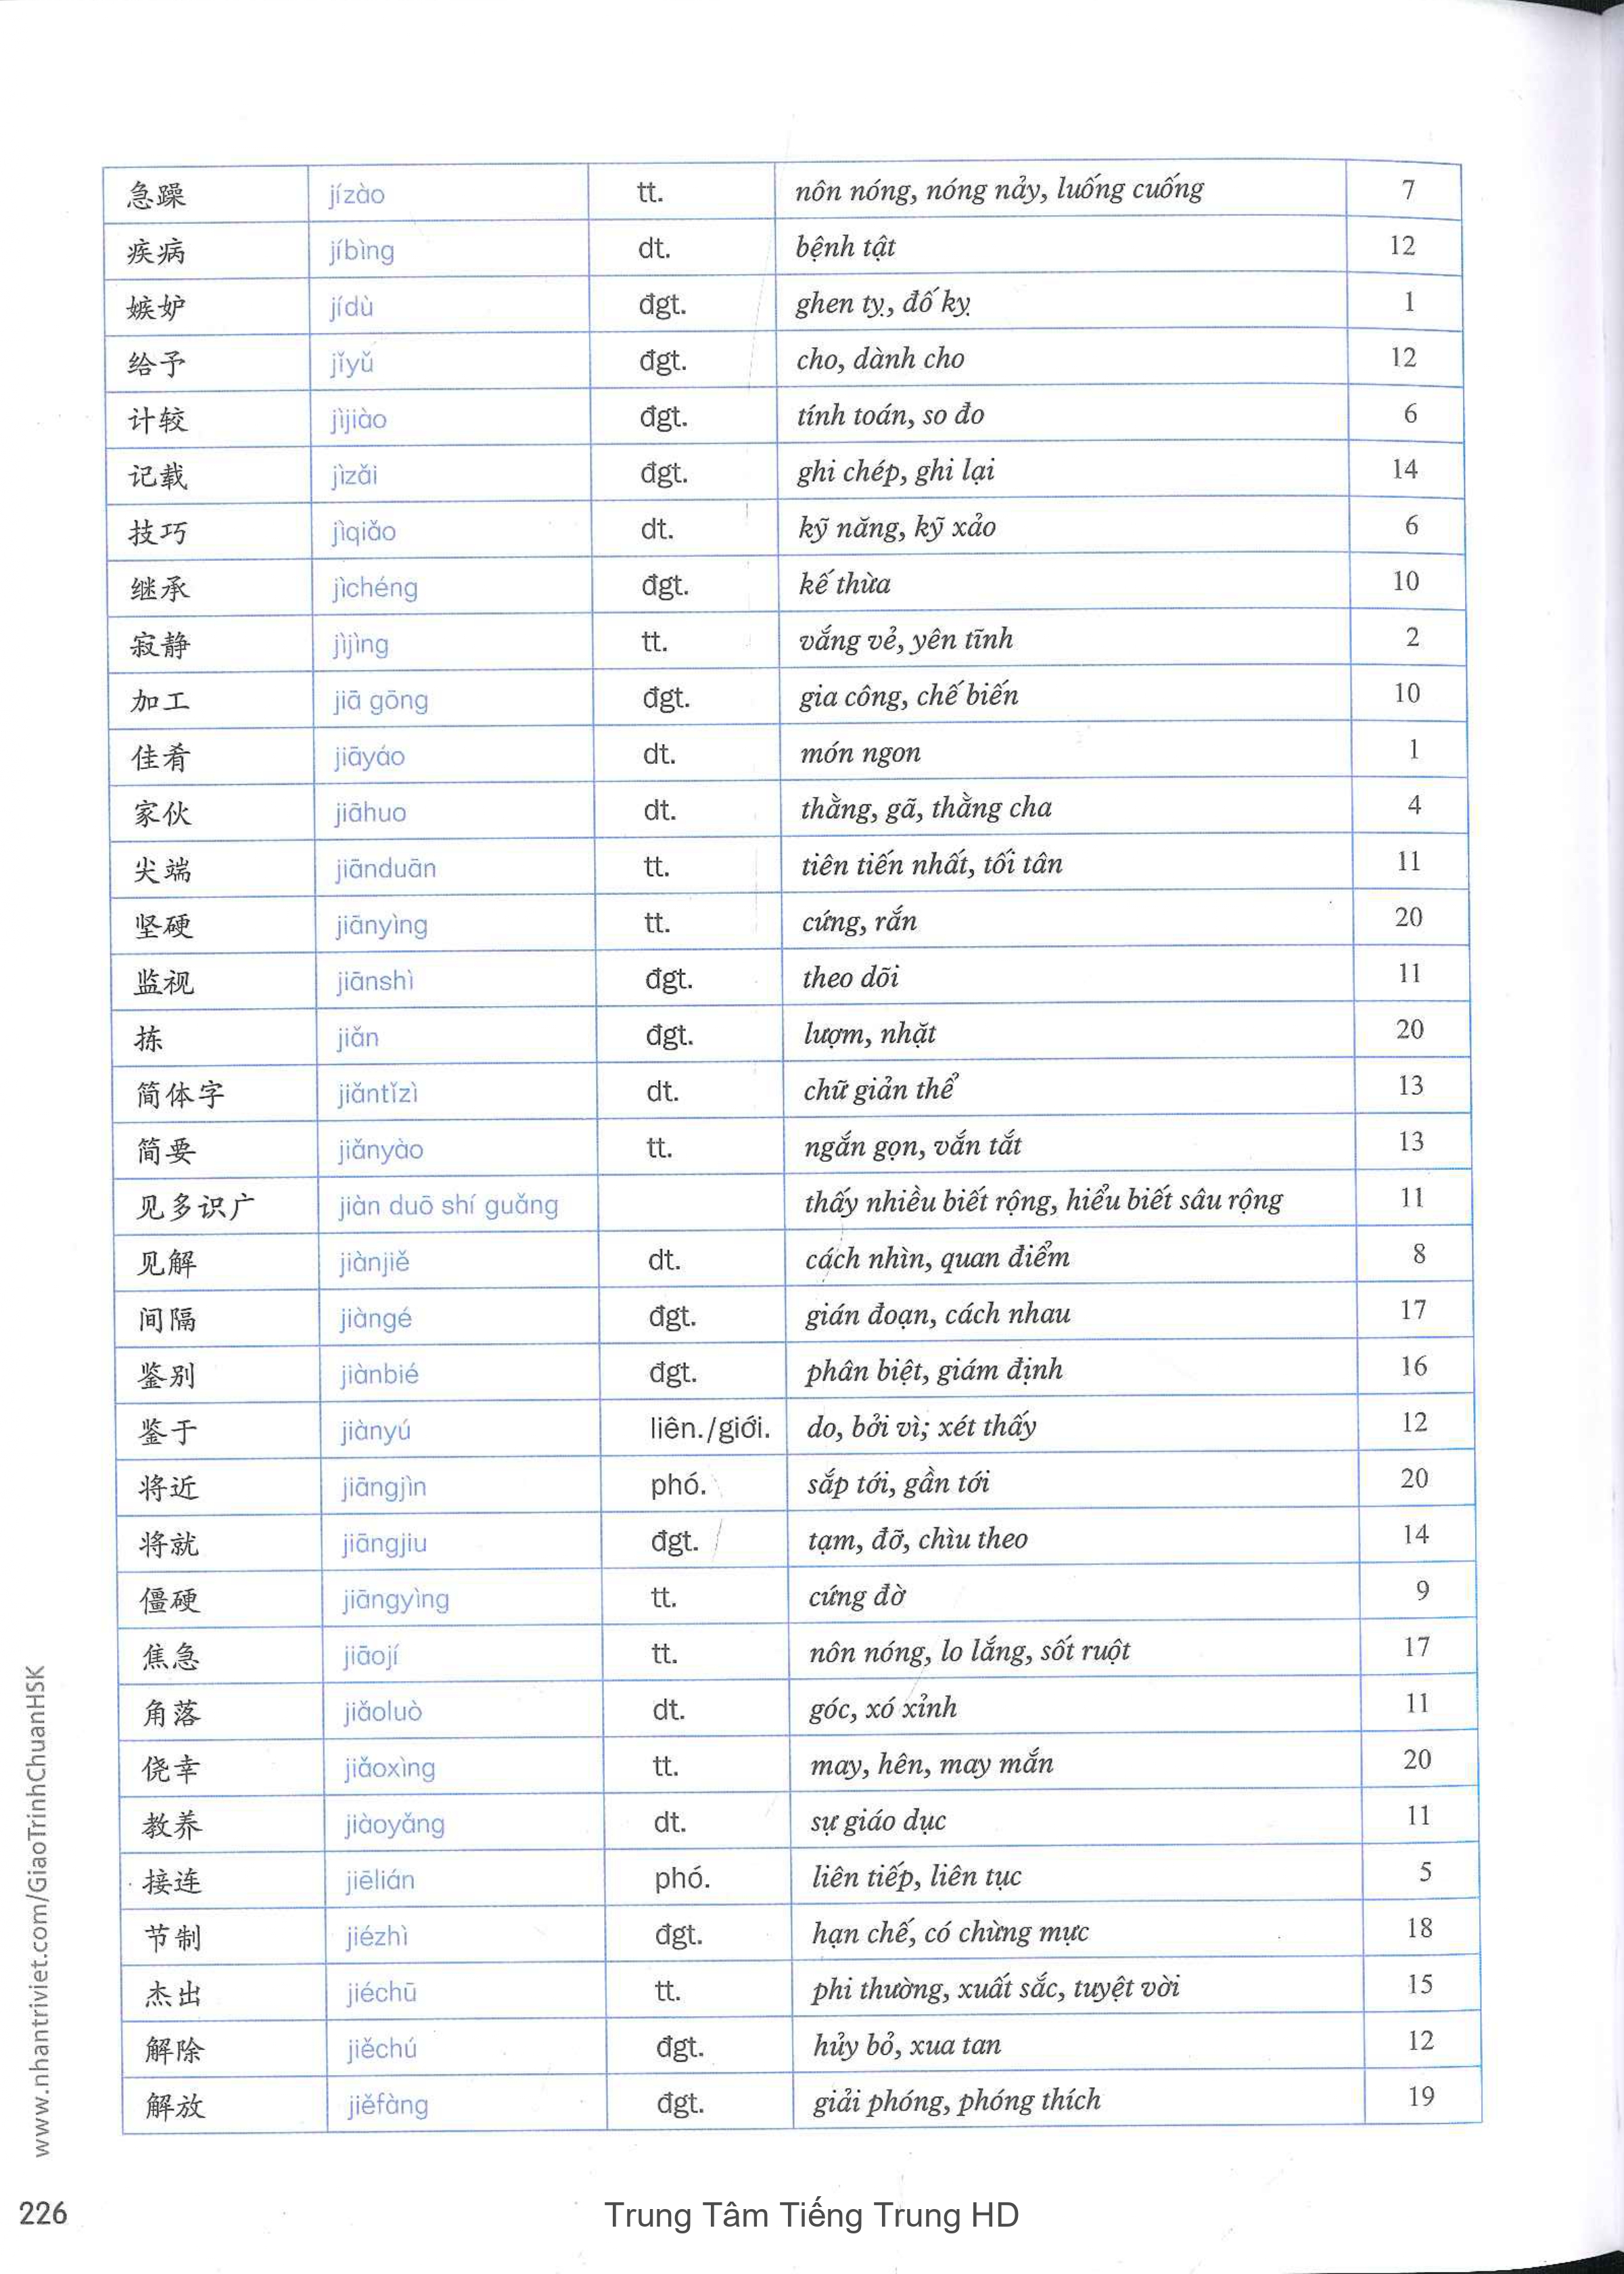 急躁 jízào tt. nôn nóng, nóng nảy, luống cuống 7
疾病 jíbìng dt. bệnh tật 12
嫉妒 jídù đgt. ghen tỵ, đố kỵ 1
给予 jǐyǔ đgt. cho, dành cho 12
计较 jìjiào đgt. tính toán, so đo 6
记载 jìzǎi đgt. ghi chép, ghi lại 14
技巧 jìqiǎo dt. kỹ năng, kỹ xảo 6
继承 jìchéng đgt. kế thừa 10
寂静 jìjìng tt. vắng vẻ, yên tĩnh 2
加工 jiā gōng đgt. gia công, chế biến 10
佳肴 jiāyáo dt. món ngon 1
家伙 jiāhuo dt. thằng, gã, thằng cha 4
尖端 jiānduān tt. tiên tiến nhất, tối tân 11
坚硬 jiānyìng tt. cứng, rắn 20
监视 jiānshì đgt. theo dõi 11
拣 jiǎn đgt. lượm, nhặt 20
简体字 jiǎntǐzì dt. chữ giản thể 13
简要 jiǎnyào tt. ngắn gọn, vắn tắt 13
见多识广 jiàn duō shí guǎng thấy nhiều biết rộng, hiểu biết sâu rộng 11
见解 jiànjiě dt. cách nhìn, quan điểm 8
间隔 jiàngé đgt. gián đoạn, cách nhau 17
鉴别 jiànbié đgt. phân biệt, giám định 16
鉴于 jiànyú liên./giới. do, bởi vì; xét thấy 12
将近 jiāngjìn phó. sắp tới, gần tới 20
将就 jiāngjiu đgt. tạm, đỡ, chìu theo 14
僵硬 jiāngyìng tt. cứng đờ 9
焦急 jiāojí tt. nôn nóng, lo lắng, sốt ruột 17
角落 jiǎoluò dt. góc, xó xỉnh 11
侥幸 jiǎoxìng tt. may, hên, may mắn 20
教养 jiàoyǎng dt. sự giáo dục 11
接连 jiēlián phó. liên tiếp, liên tục 5
节制 jiézhì đgt. hạn chế, có chừng mực 18
杰出 jiéchū tt. phi thường, xuất sắc, tuyệt vời 15
解除 jiěchú đgt. hủy bỏ, xua tan 12
解放 jiěfàng đgt. giải phóng, phóng thích 19
www.nhantriviet.com/GiaoTrinhChuanHSK
226
Trung Tâm Tiếng Trung HD